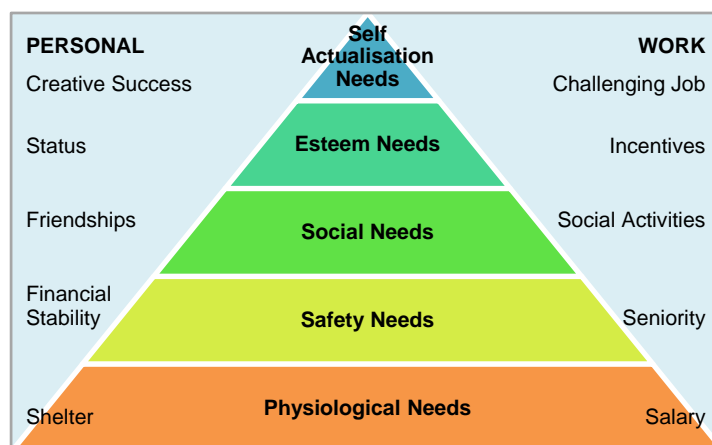 PERSONAL
Self
Actualisation
Needs
WORK
Creative Success
Challenging Job
Status
Esteem Needs
Incentives
Friendships
Social Needs
Social Activities
Financial
Stability
Safety Needs
Seniority
Shelter
Physiological Needs
Salary